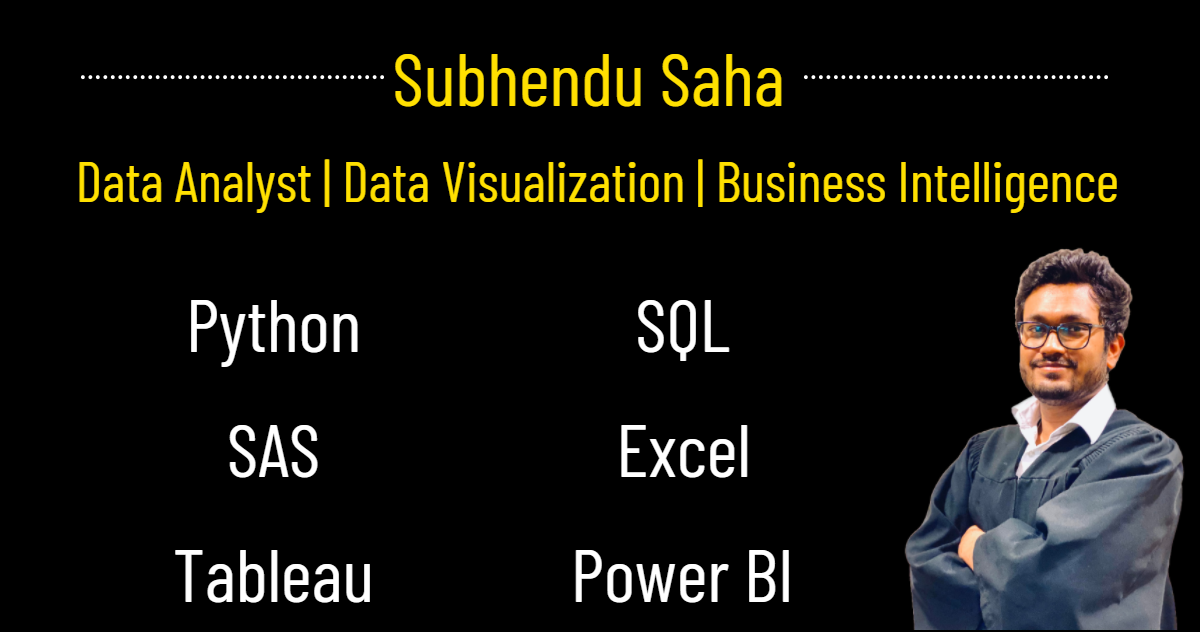 Subhendu Saha
Data Analyst | Data Visualization | Business Intelligence
Python SQL
SAS Excel
Tableau Power BI